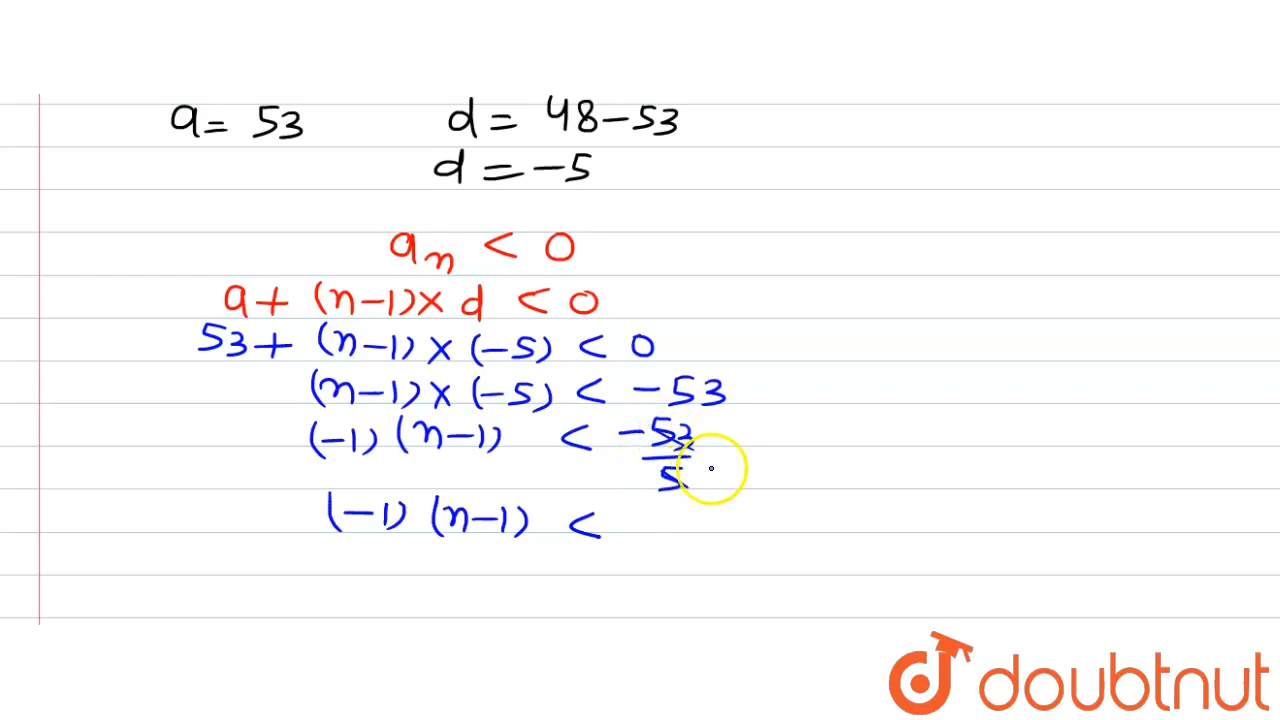 a = 53 d = 48 - 53
d = -5
aₙ < 0
a + (n-1) × d < 0
53 + (n-1) × (-5) < 0
(n-1) × (-5) < -53
(-1) (n-1) < -53/5
(-1) (n-1) <
doubtnut